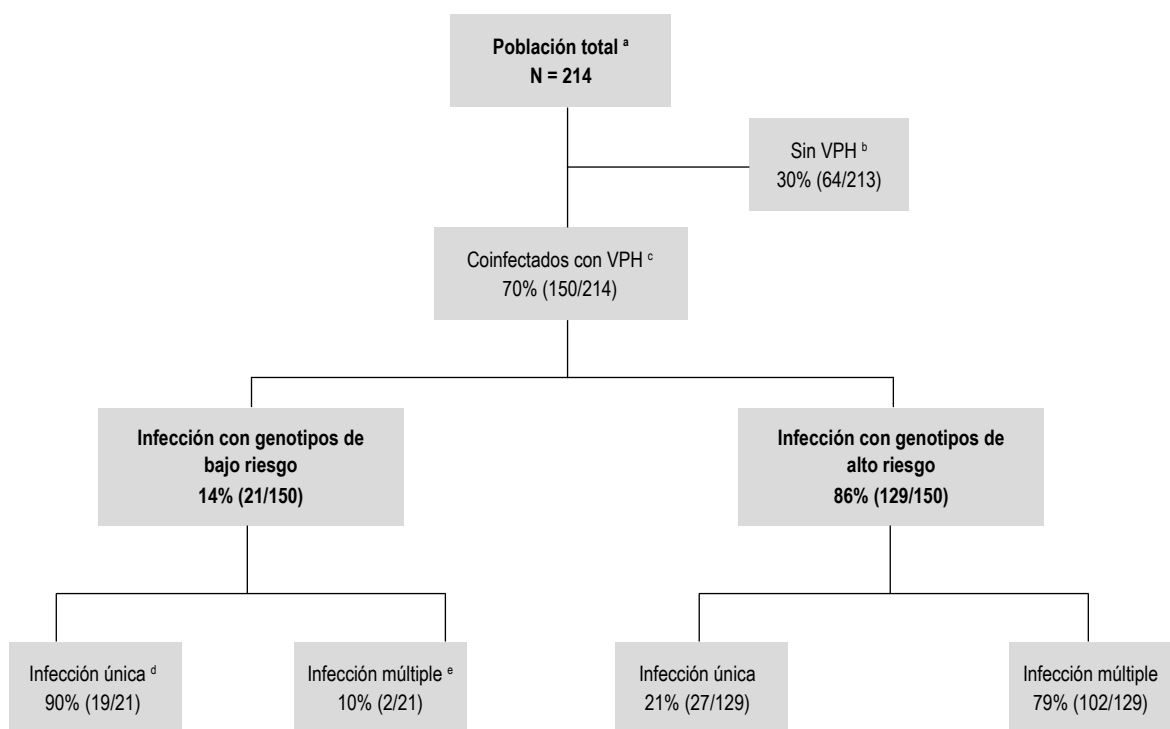 Población total a
N = 214
Sin VPH b
30% (64/213)
Coinfectados con VPH c
70% (150/214)
Infección con genotipos de
bajo riesgo
14% (21/150)
Infección con genotipos de
alto riesgo
86% (129/150)
Infección única d
90% (19/21)
Infección múltiple e
10% (2/21)
Infección única
21% (27/129)
Infección múltiple
79% (102/129)